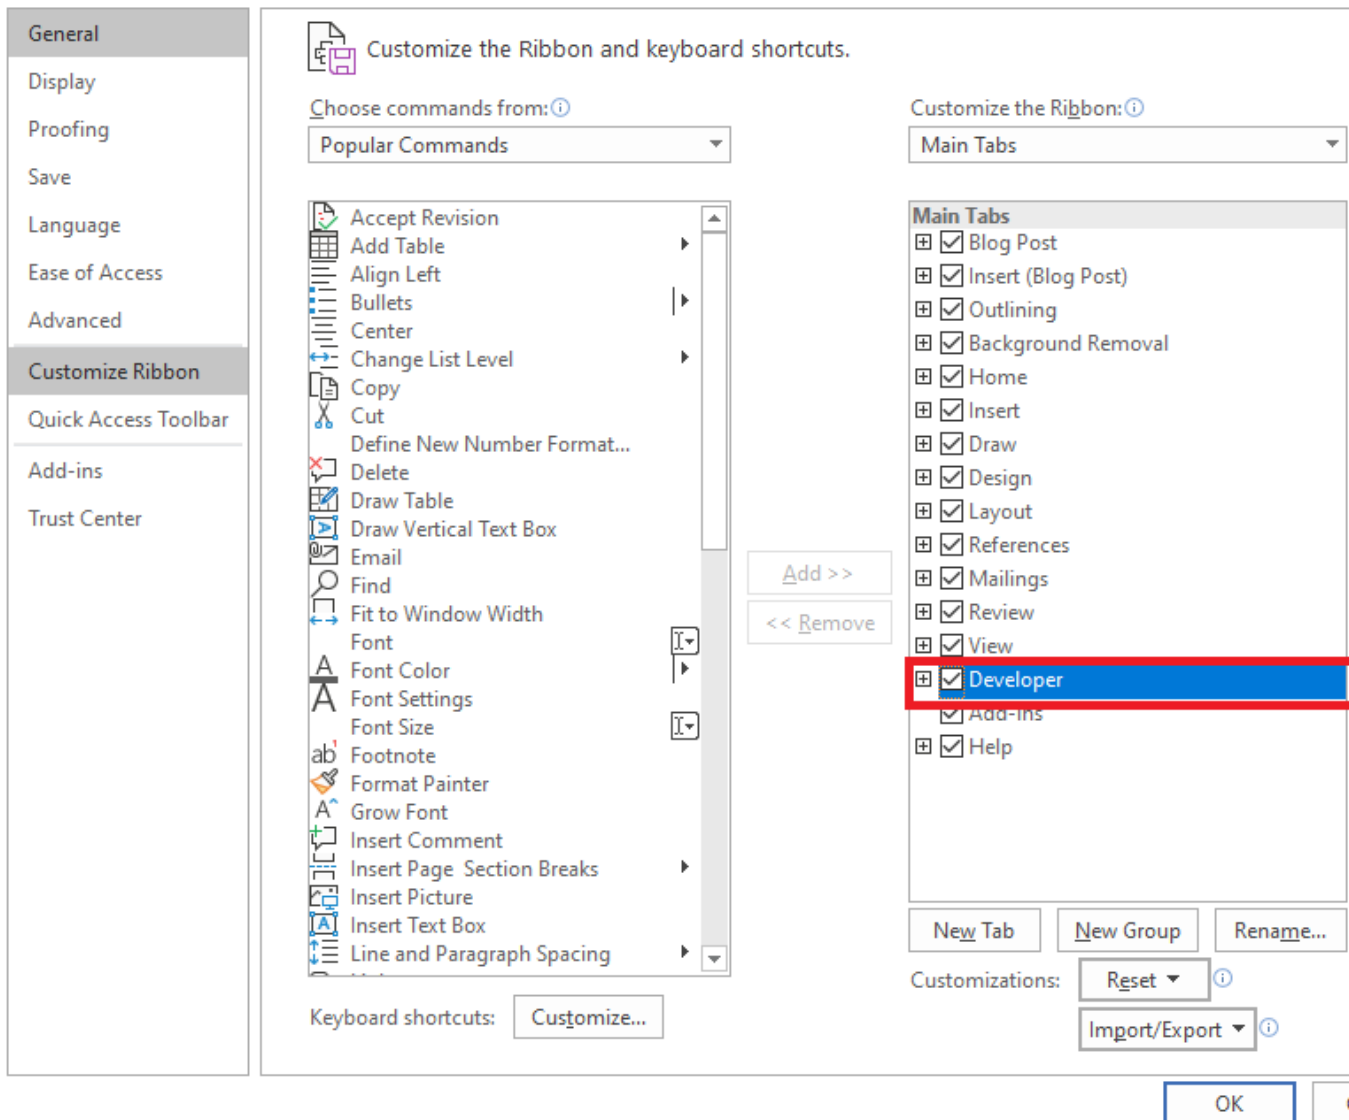 General
Display
Proofing
Save
Language
Ease of Access
Advanced
Customize Ribbon
Quick Access Toolbar
Add-ins
Trust Center
Customize the Ribbon and keyboard shortcuts.
Choose commands from:
Popular Commands
Accept Revision
Add Table
Align Left
Bullets
Center
Change List Level
Copy
Cut
Define New Number Format...
Delete
Draw Table
Draw Vertical Text Box
Email
Find
Fit to Window Width
Font
Font Color
Font Settings
Font Size
Footnote
Format Painter
Grow Font
Insert Comment
Insert Page Section Breaks
Insert Picture
Insert Text Box
Line and Paragraph Spacing
Keyboard shortcuts: Customize...
Add >>
<< Remove
Customize the Ribbon:
Main Tabs
Main Tabs
Blog Post
Insert (Blog Post)
Outlining
Background Removal
Home
Insert
Draw
Design
Layout
References
Mailings
Review
View
Developer
Add-ins
Help
New Tab New Group Rename...
Customizations: Reset
Import/Export
OK